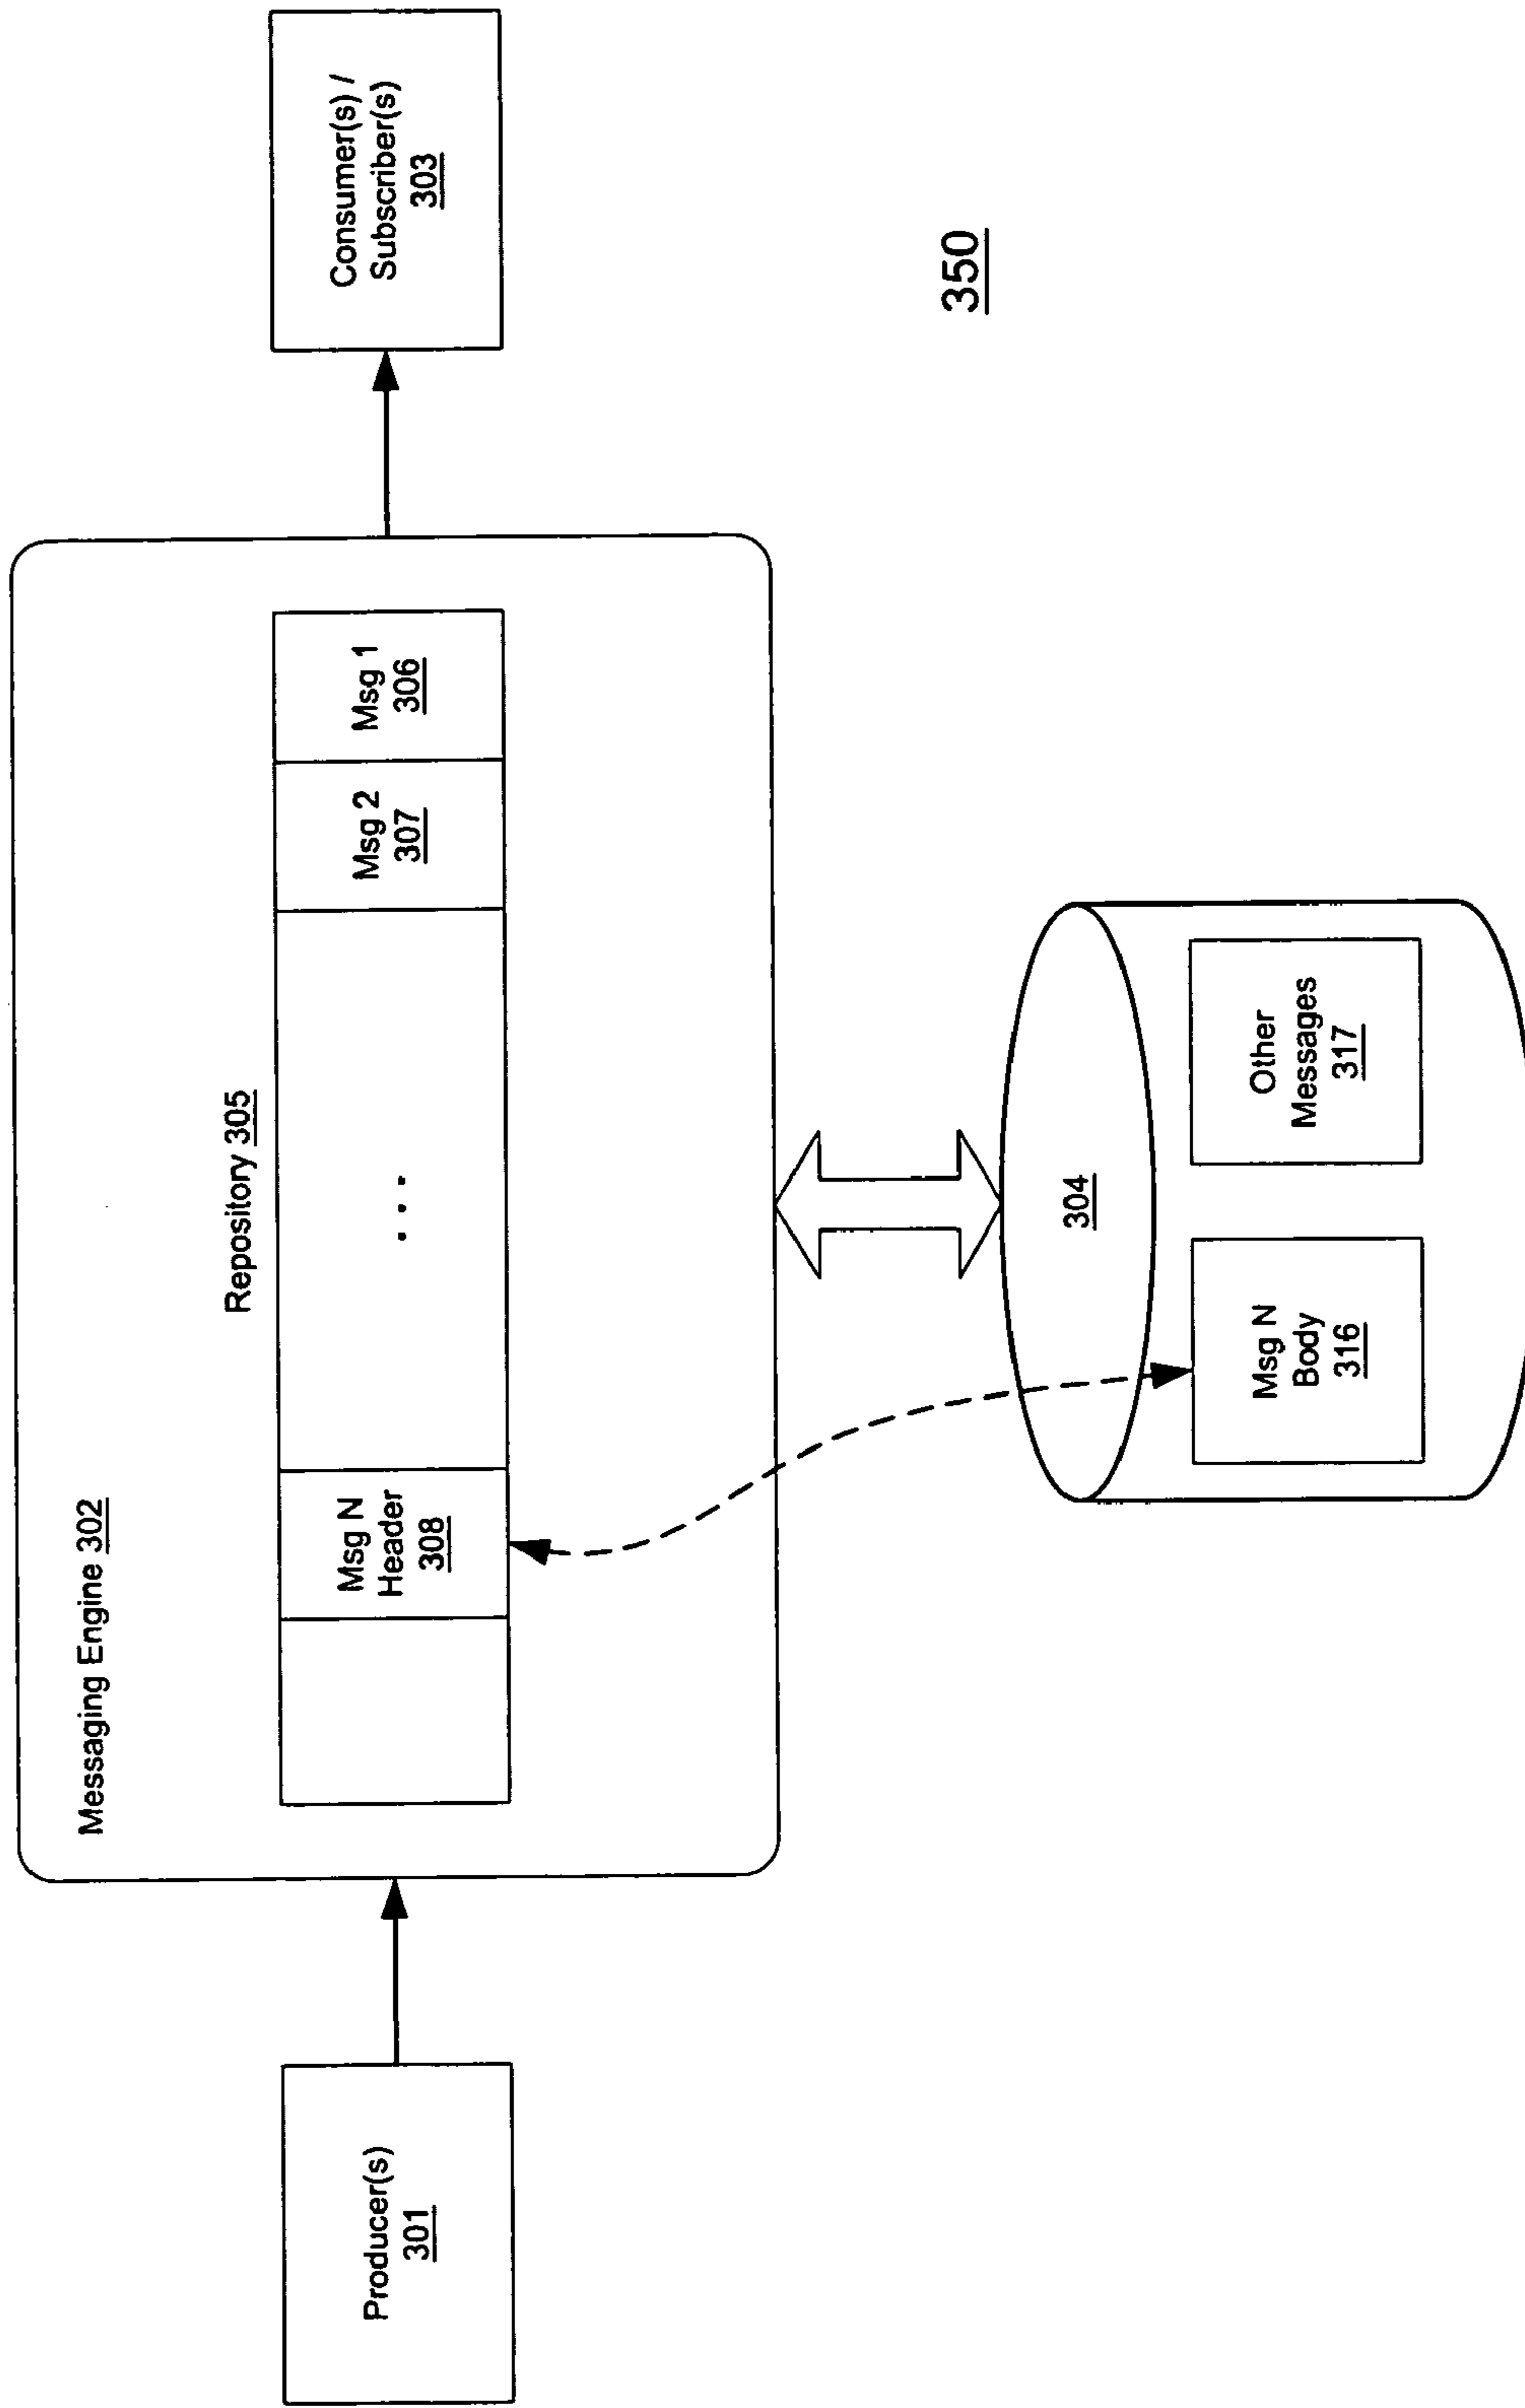 Messaging Engine 302
Repository 305
Producer(s)
301
Msg N
Header
308
. . .
Msg 2
307
Msg 1
306
Consumer(s) /
Subscriber(s)
303
304
Msg N
Body
316
Other
Messages
317
350